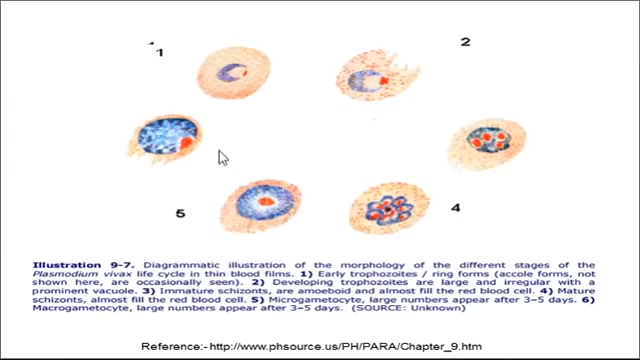 1
2
5
4
Illustration 9-7. Diagrammatic illustration of the morphology of the different stages of the
Plasmodium vivax life cycle in thin blood films. 1) Early trophozoites / ring forms (accole forms, not
shown here, are occasionally seen). 2) Developing trophozoites are large and irregular with a
prominent vacuole. 3) Immature schizonts, are amoeboid and almost fill the red blood cell. 4) Mature
schizonts, almost fill the red blood cell. 5) Microgametocyte, large numbers appear after 3–5 days. 6)
Macrogametocyte, large numbers appear after 3–5 days. (SOURCE: Unknown)
Reference:- http://www.phsource.us/PH/PARA/Chapter_9.htm